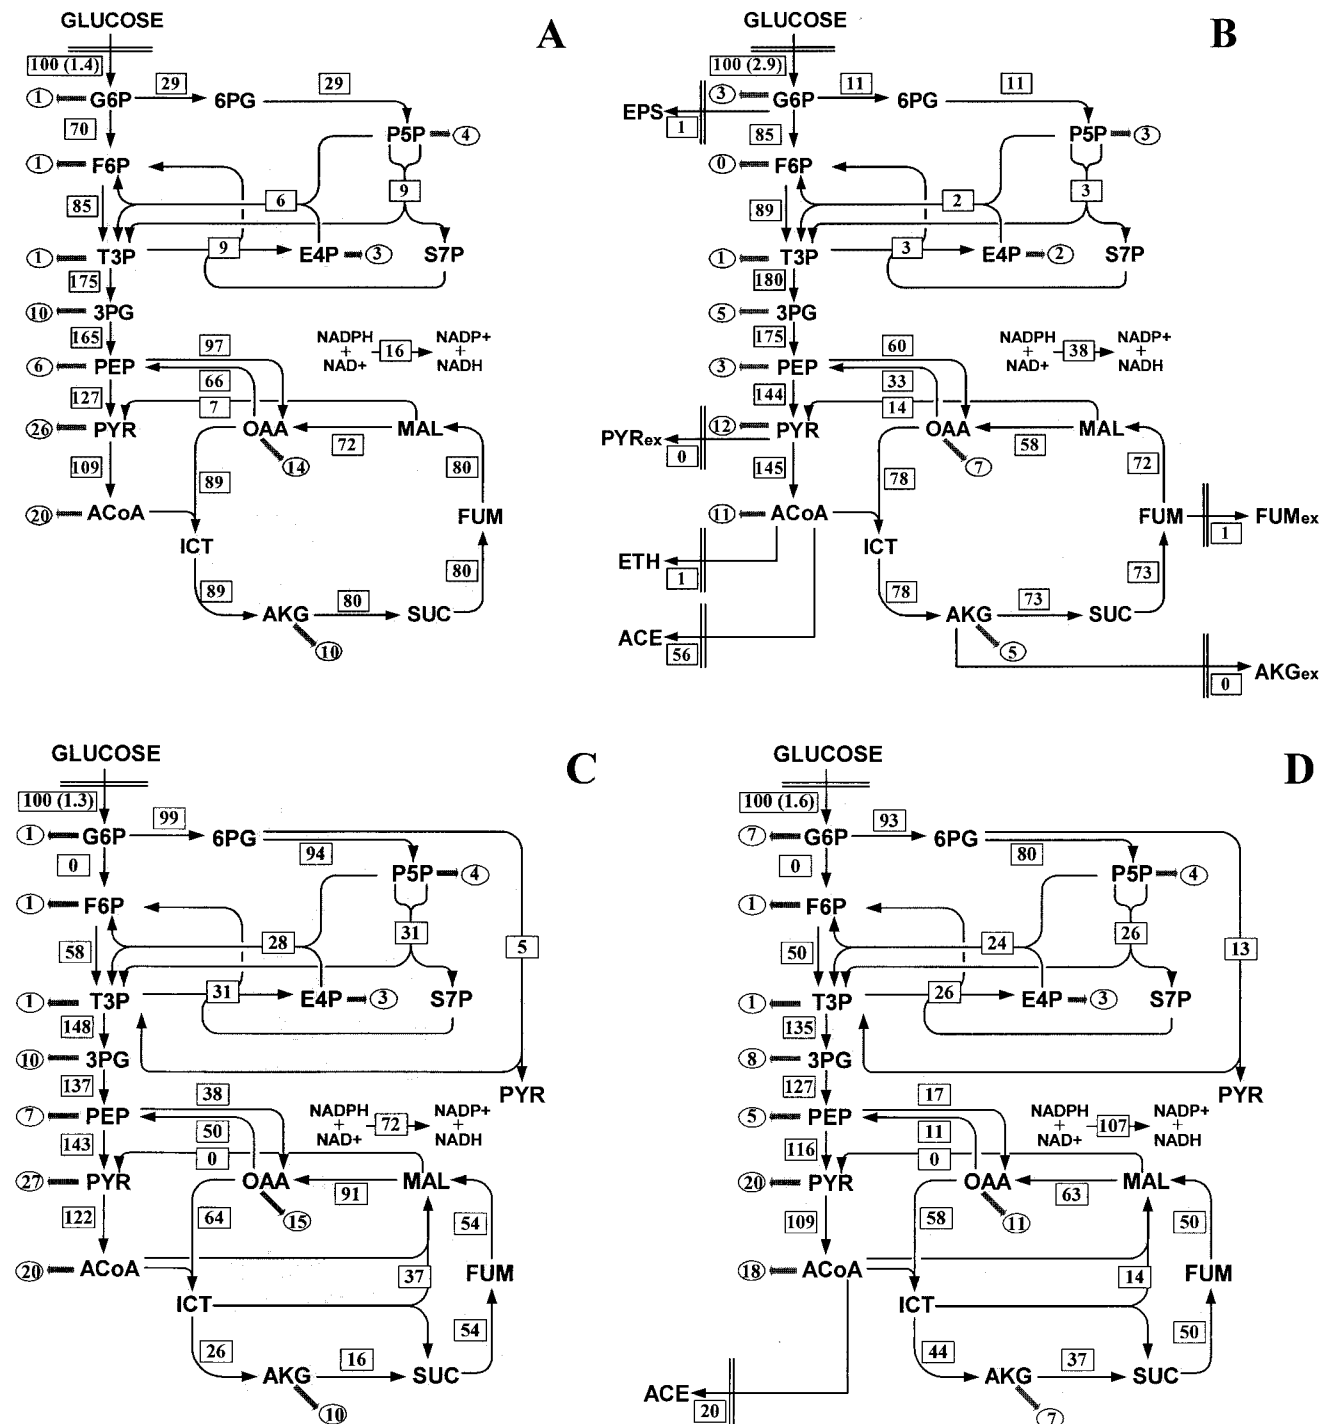 GLUCOSE
A
100 (1.4)
29
29
1
G6P
6PG
70
P5P
4
1
F6P
9
85
6
9
1
T3P
E4P
3
S7P
175
10
3PG
165
97
NADPH
+
NAD+
16
NADP+
+
NADH
6
PEP
66
127
7
26
PYR
OAA
72
MAL
14
109
89
80
20
ACoA
FUM
ICT
89
80
80
AKG
SUC
10
GLUCOSE
B
100 (2.9)
11
11
3
G6P
6PG
EPS
1
85
P5P
3
0
F6P
3
89
2
3
1
T3P
E4P
2
S7P
180
5
3PG
175
60
NADPH
+
NAD+
38
NADP+
+
NADH
3
PEP
33
144
14
12
PYR
OAA
58
MAL
PYRex
0
7
145
78
72
11
ACoA
FUM
FUMex
1
ICT
ETH
1
78
73
73
AKG
SUC
ACE
56
5
AKGex
0
GLUCOSE
C
100 (1.3)
99
1
G6P
6PG
0
94
P5P
4
1
F6P
31
58
28
5
31
1
T3P
E4P
3
S7P
148
10
3PG
137
38
PYR
NADPH
+
NAD+
72
NADP+
+
NADH
7
PEP
50
143
0
27
PYR
OAA
91
MAL
15
122
64
54
20
ACoA
37
FUM
ICT
54
26
16
AKG
SUC
10
GLUCOSE
D
100 (1.6)
93
7
G6P
6PG
0
80
P5P
4
1
F6P
26
50
24
13
26
1
T3P
E4P
3
S7P
135
8
3PG
127
17
PYR
NADPH
+
NAD+
107
NADP+
+
NADH
5
PEP
11
116
0
20
PYR
OAA
63
MAL
11
109
58
50
18
ACoA
14
FUM
ICT
50
44
37
AKG
SUC
ACE
20
7